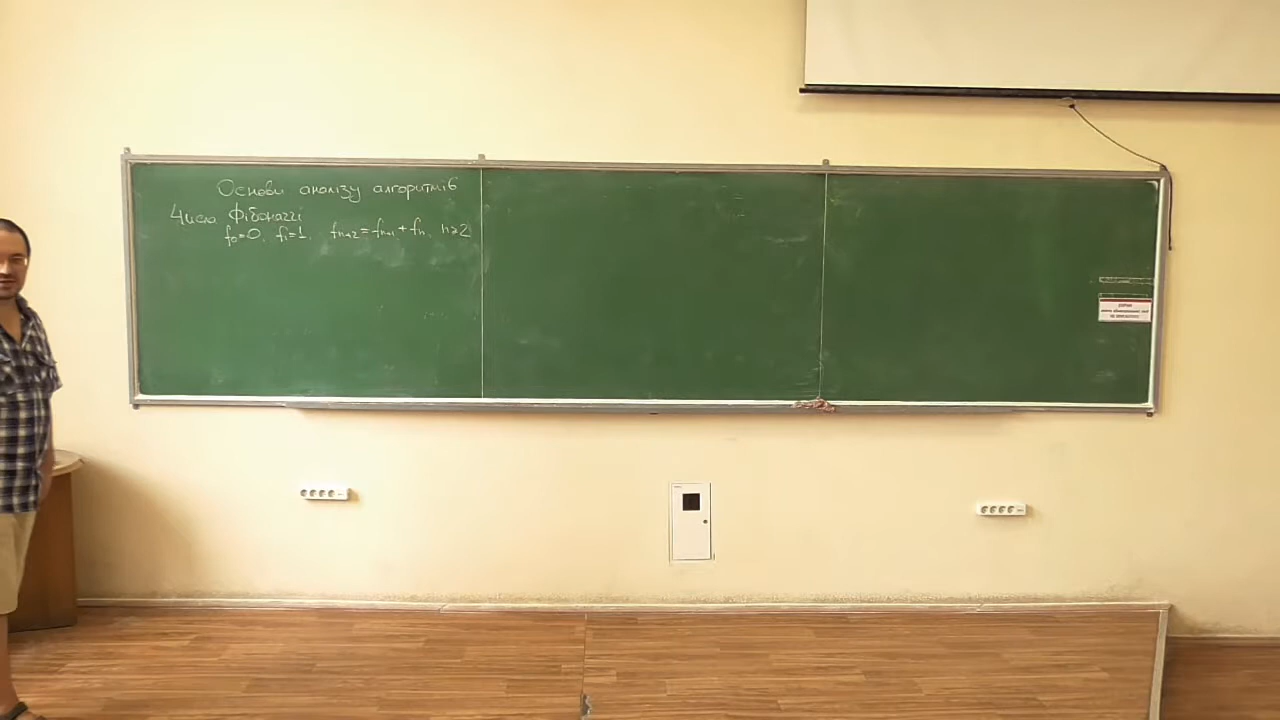 Основи аналізу алгоритмів
Числа Фібоначчі
f₀=0, f₁=1, fₙ₊₂=fₙ₊₁+fₙ, n≥2